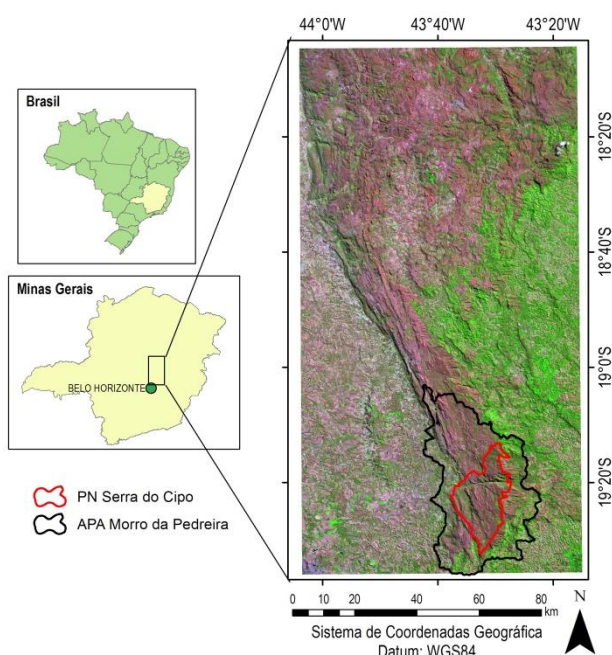 44°0'W 43°40'W 43°20'W
Brasil
18°20'S
18°40'S
Minas Gerais
BELO HORIZONTE
19°0'S
19°20'S
PN Serra do Cipo
APA Morro da Pedreira
0 10 20 40 60 80
km
N
Sistema de Coordenadas Geográfica
Datum: WGS84